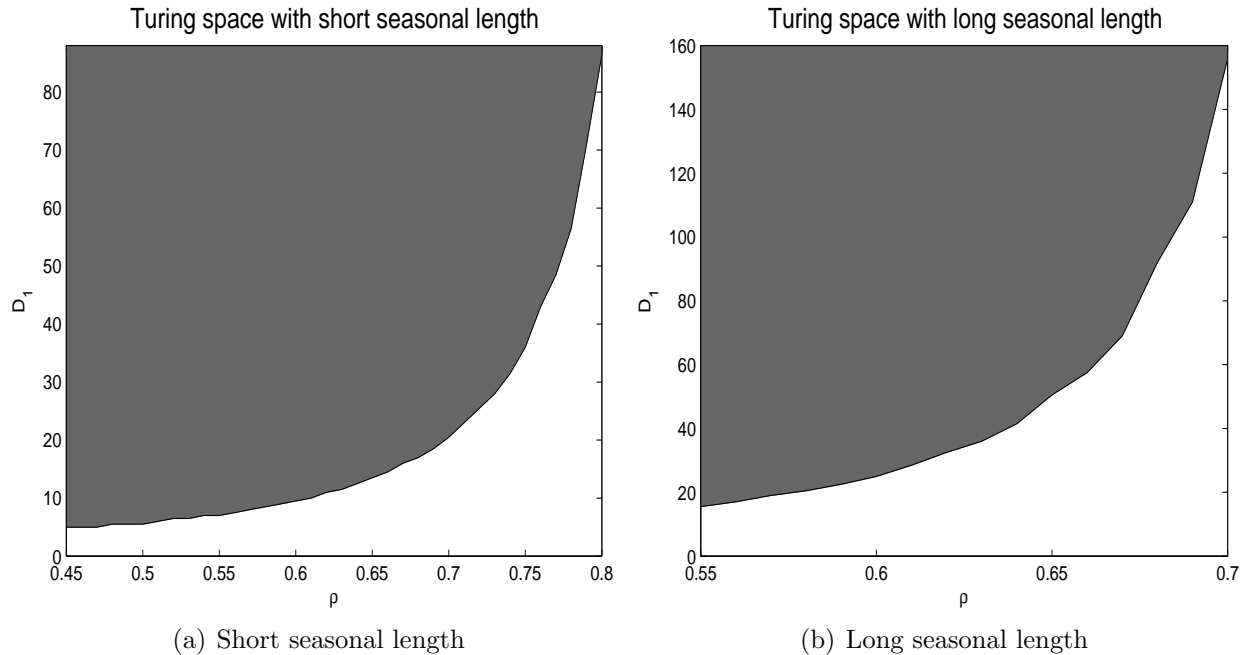 Turing space with short seasonal length
80
70
60
50
40
30
20
10
0
D1
0.45 0.5 0.55 0.6 0.65 0.7 0.75 0.8
ρ
(a) Short seasonal length
Turing space with long seasonal length
160
140
120
100
80
60
40
20
0
D1
0.55 0.6 0.65 0.7
ρ
(b) Long seasonal length